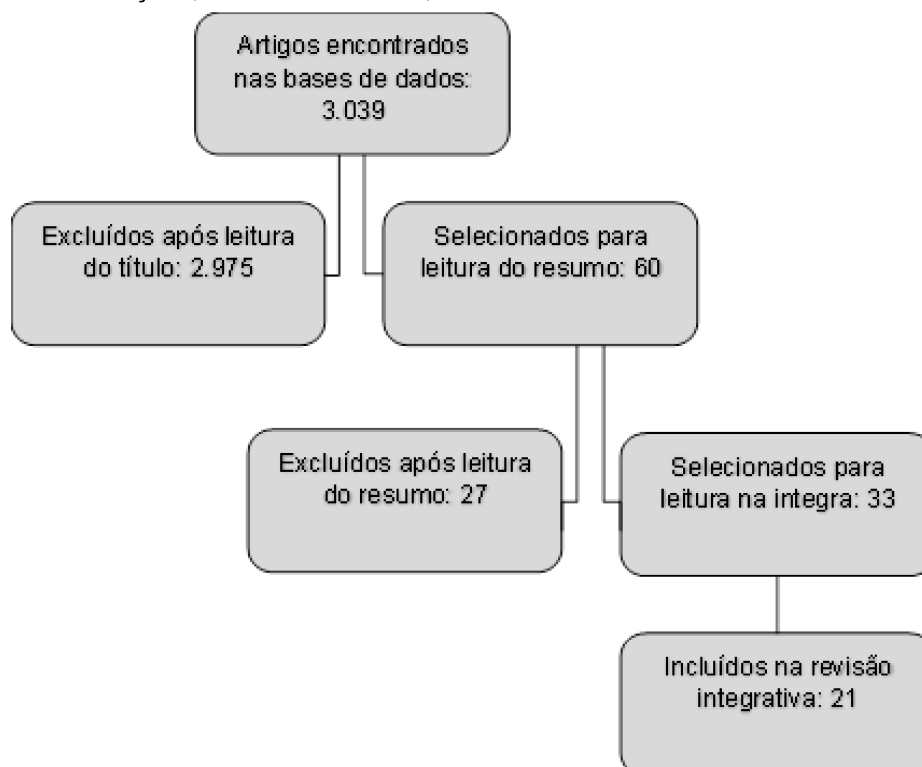 Artigos encontrados
nas bases de dados:
3.039
Excluídos após leitura
do título: 2.975
Selecionados para
leitura do resumo: 60
Excluídos após leitura
do resumo: 27
Selecionados para
leitura na integra: 33
Incluídos na revisão
integrativa: 21